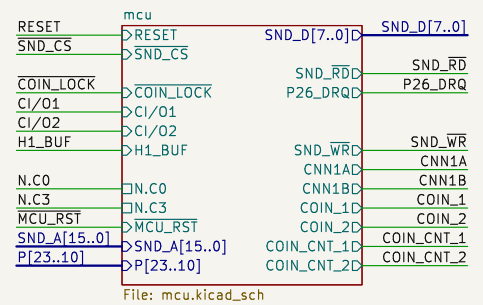 mcu
RESET RESET SND_D[7..0] SND_D[7..0]
SND_CS SND_CS
SND_RD SND_RD
COIN_LOCK COIN_LOCK P26_DRQ P26_DRQ
CI/O1 CI/O1
CI/O2 CI/O2
H1_BUF H1_BUF SND_WR SND_WR
CNN1A CNN1A
N.C0 N.C0 CNN1B CNN1B
N.C3 N.C3 COIN_1 COIN_1
MCU_RST MCU_RST COIN_2 COIN_2
SND_A[15..0] SND_A[15..0] COIN_CNT_1 COIN_CNT_1
P[23..10] P[23..10] COIN_CNT_2 COIN_CNT_2
File: mcu.kicad_sch